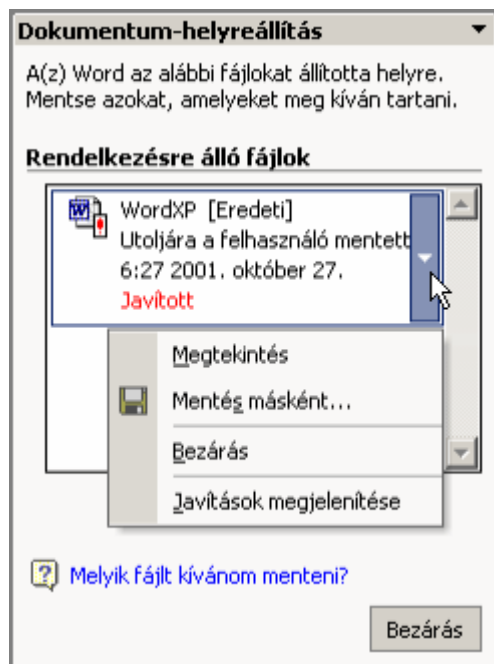 Dokumentum-helyreállítás
A(z) Word az alábbi fájlokat állította helyre.
Mentse azokat, amelyeket meg kíván tartani.
Rendelkezésre álló fájlok
WordXP [Eredeti]
Utoljára a felhasználó mentett
6:27 2001. október 27.
Javított
Megtekintés
Mentés másként...
Bezárás
Javítások megjelenítése
Melyik fájlt kívánom menteni?
Bezárás